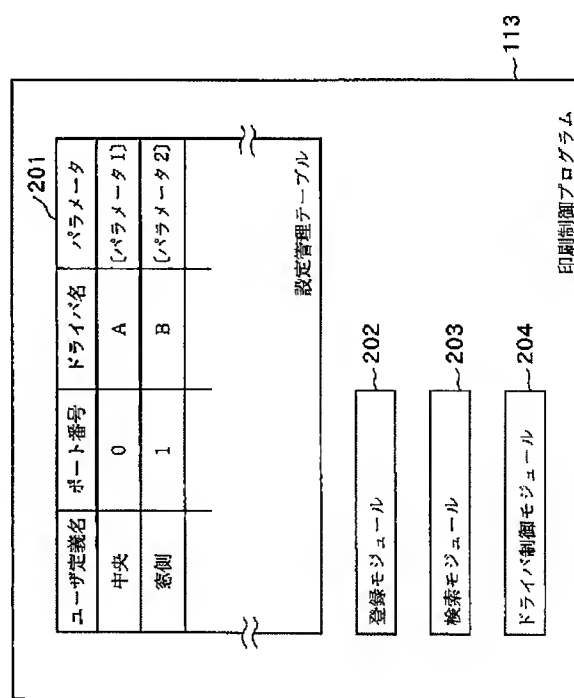 201
ユーザ定義名 ポート番号 ドライバ名 パラメータ
中央 0 A [パラメータ1]
窓側 1 B [パラメータ2]
設定管理テーブル
登録モジュール 202
検索モジュール 203
ドライバ制御モジュール 204
印刷制御プログラム
113